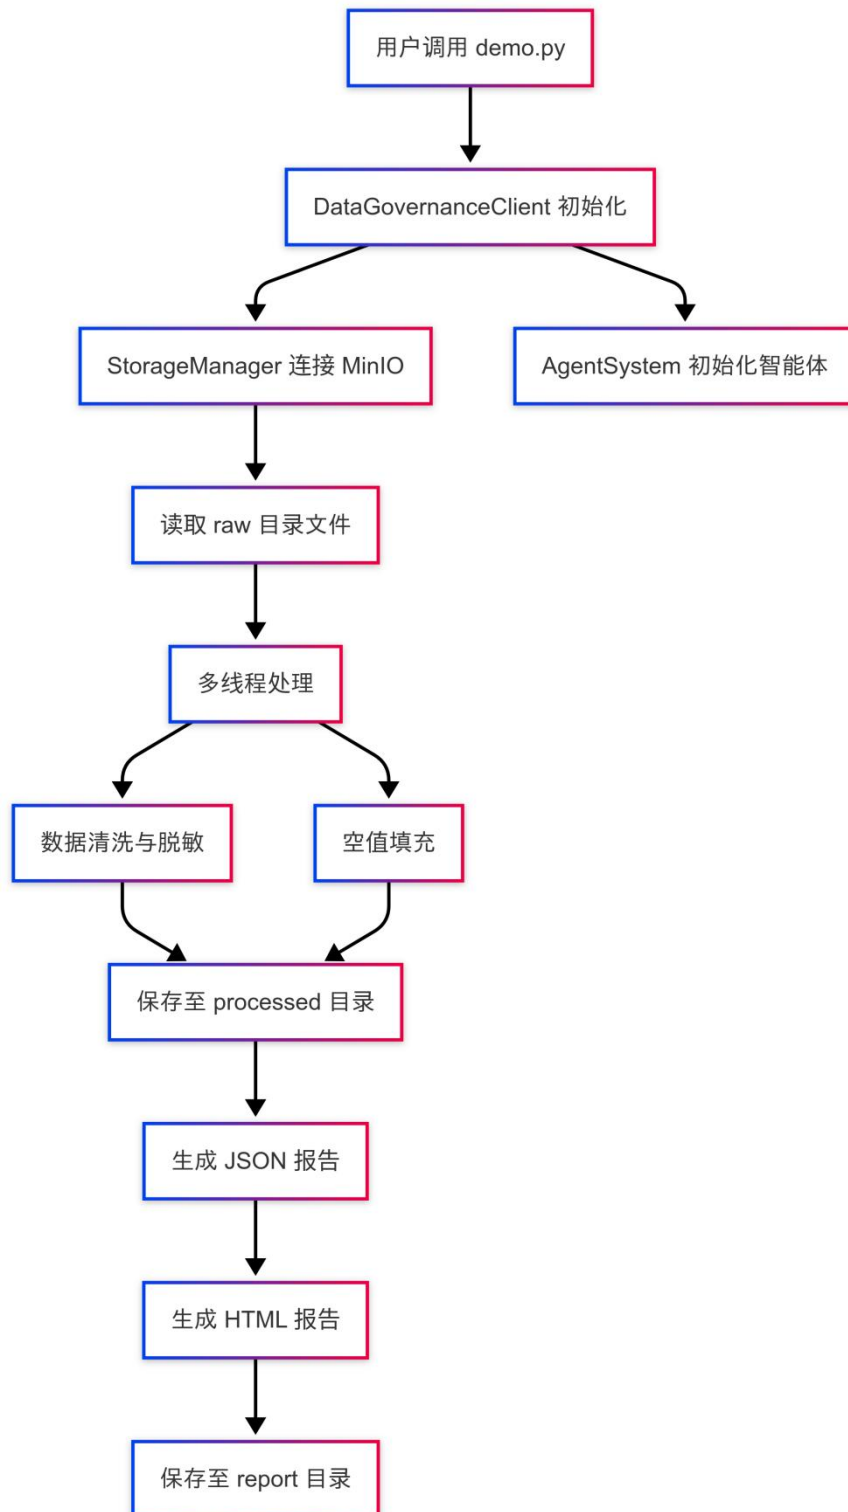 用户调用 demo.py
DataGovernanceClient 初始化
StorageManager 连接 MinIO
AgentSystem 初始化智能体
读取 raw 目录文件
多线程处理
数据清洗与脱敏
空值填充
保存至 processed 目录
生成 JSON 报告
生成 HTML 报告
保存至 report 目录